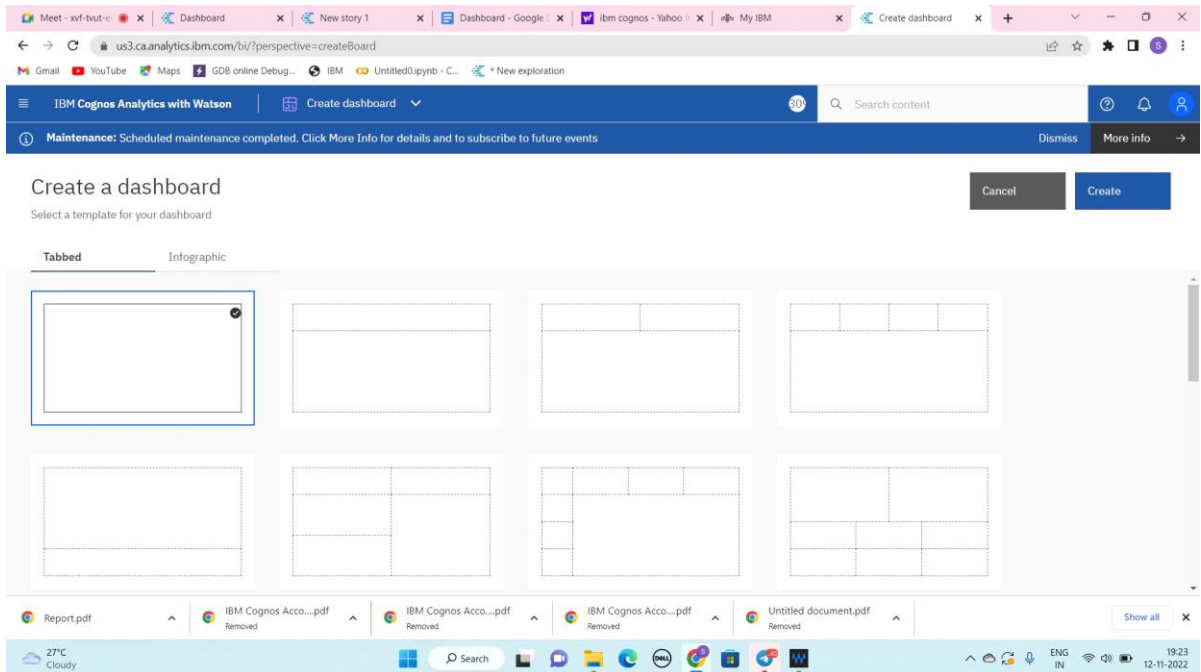 Meet - xvf-tvut-e
Dashboard
New story 1
Dashboard - Google
ibm cognos - Yahoo
My IBM
Create dashboard
us3.ca.analytics.ibm.com/bi/?perspective=createBoard
S
Gmail
YouTube
Maps
GDB online Debug...
IBM
Untitled0.ipynb - C...
* New exploration
IBM Cognos Analytics with Watson
Create dashboard
30
Search content
Maintenance: Scheduled maintenance completed. Click More Info for details and to subscribe to future events
Dismiss
More info
Create a dashboard
Cancel
Create
Select a template for your dashboard
Tabbed
Infographic
Report.pdf
IBM Cognos Acco....pdf
Removed
IBM Cognos Acco....pdf
Removed
IBM Cognos Acco....pdf
Removed
Untitled document.pdf
Removed
Show all
27°C
Cloudy
Search
DELL
ENG
IN
19:23
12-11-2022